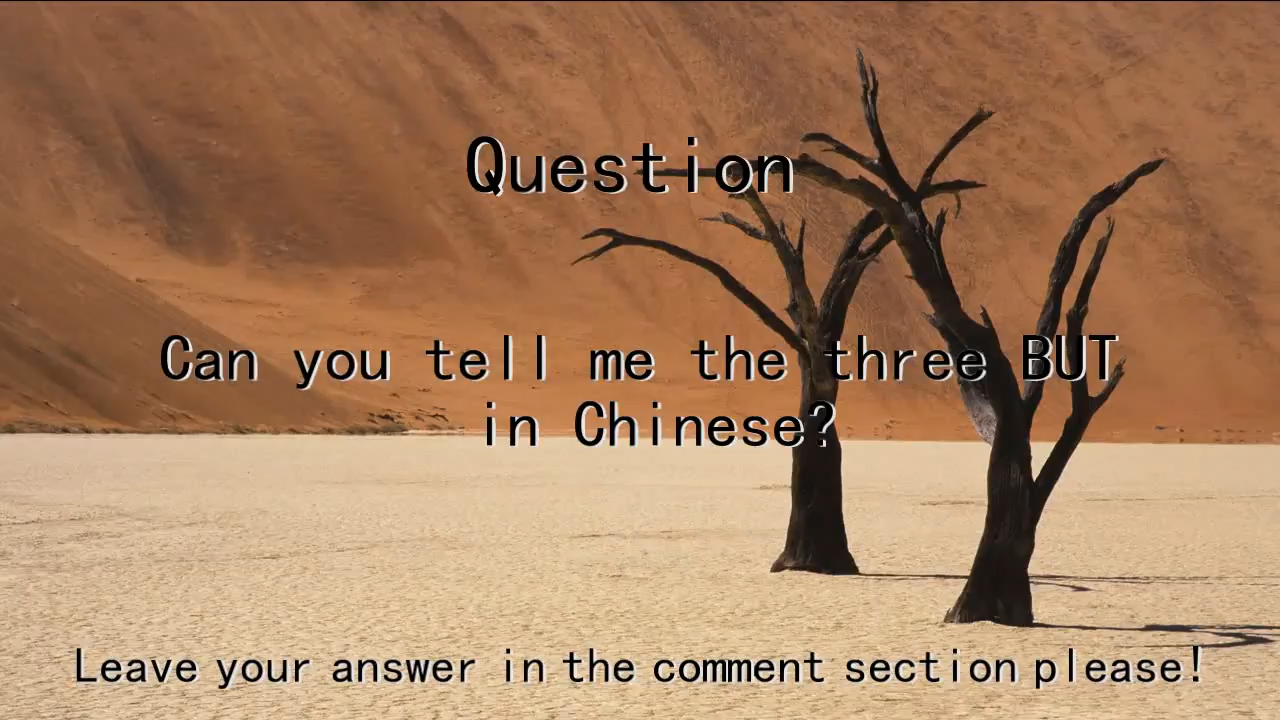 Question
Can you tell me the three BUT
in Chinese?
Leave your answer in the comment section please!